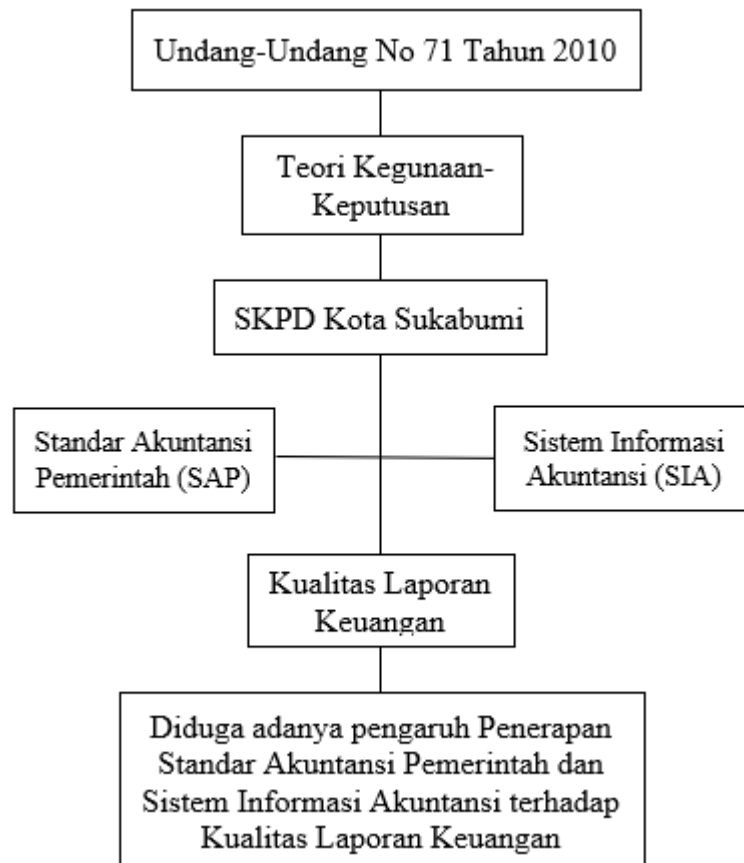 Undang-Undang No 71 Tahun 2010
Teori Kegunaan-
Keputusan
SKPD Kota Sukabumi
Standar Akuntansi
Pemerintah (SAP)
Sistem Informasi
Akuntansi (SIA)
Kualitas Laporan
Keuangan
Diduga adanya pengaruh Penerapan
Standar Akuntansi Pemerintah dan
Sistem Informasi Akuntansi terhadap
Kualitas Laporan Keuangan